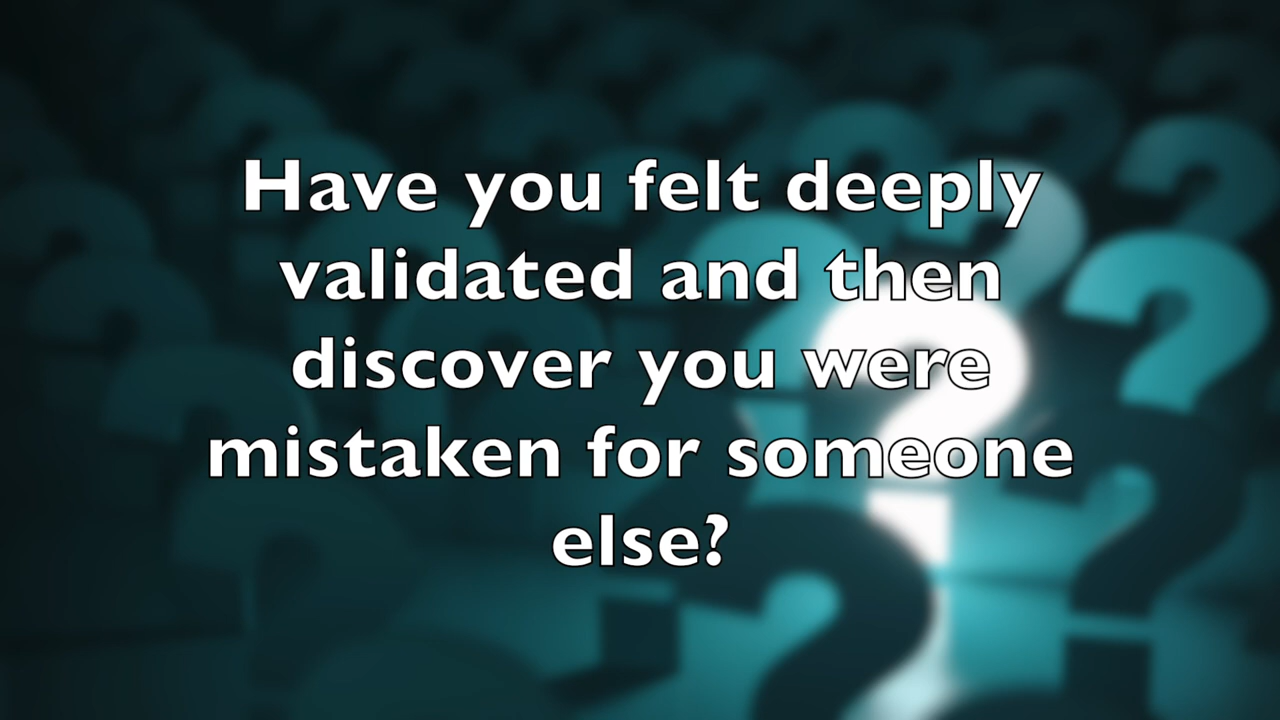 Have you felt deeply
validated and then
discover you were
mistaken for someone
else?